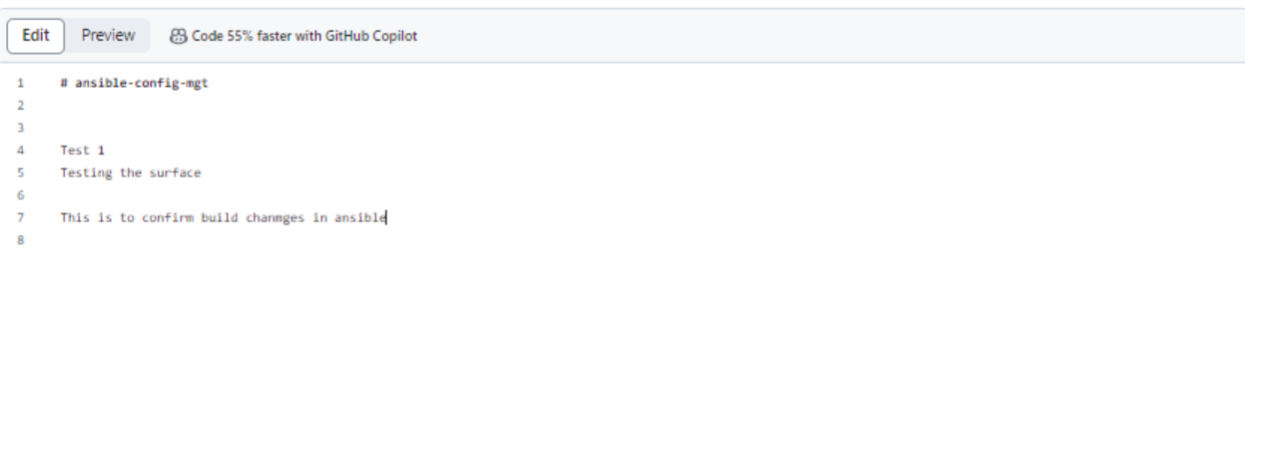 Edit Preview Code 55% faster with GitHub Copilot
1 # ansible-config-mgt
2
3
4 Test 1
5 Testing the surface
6
7 This is to confirm build chanmges in ansible
8